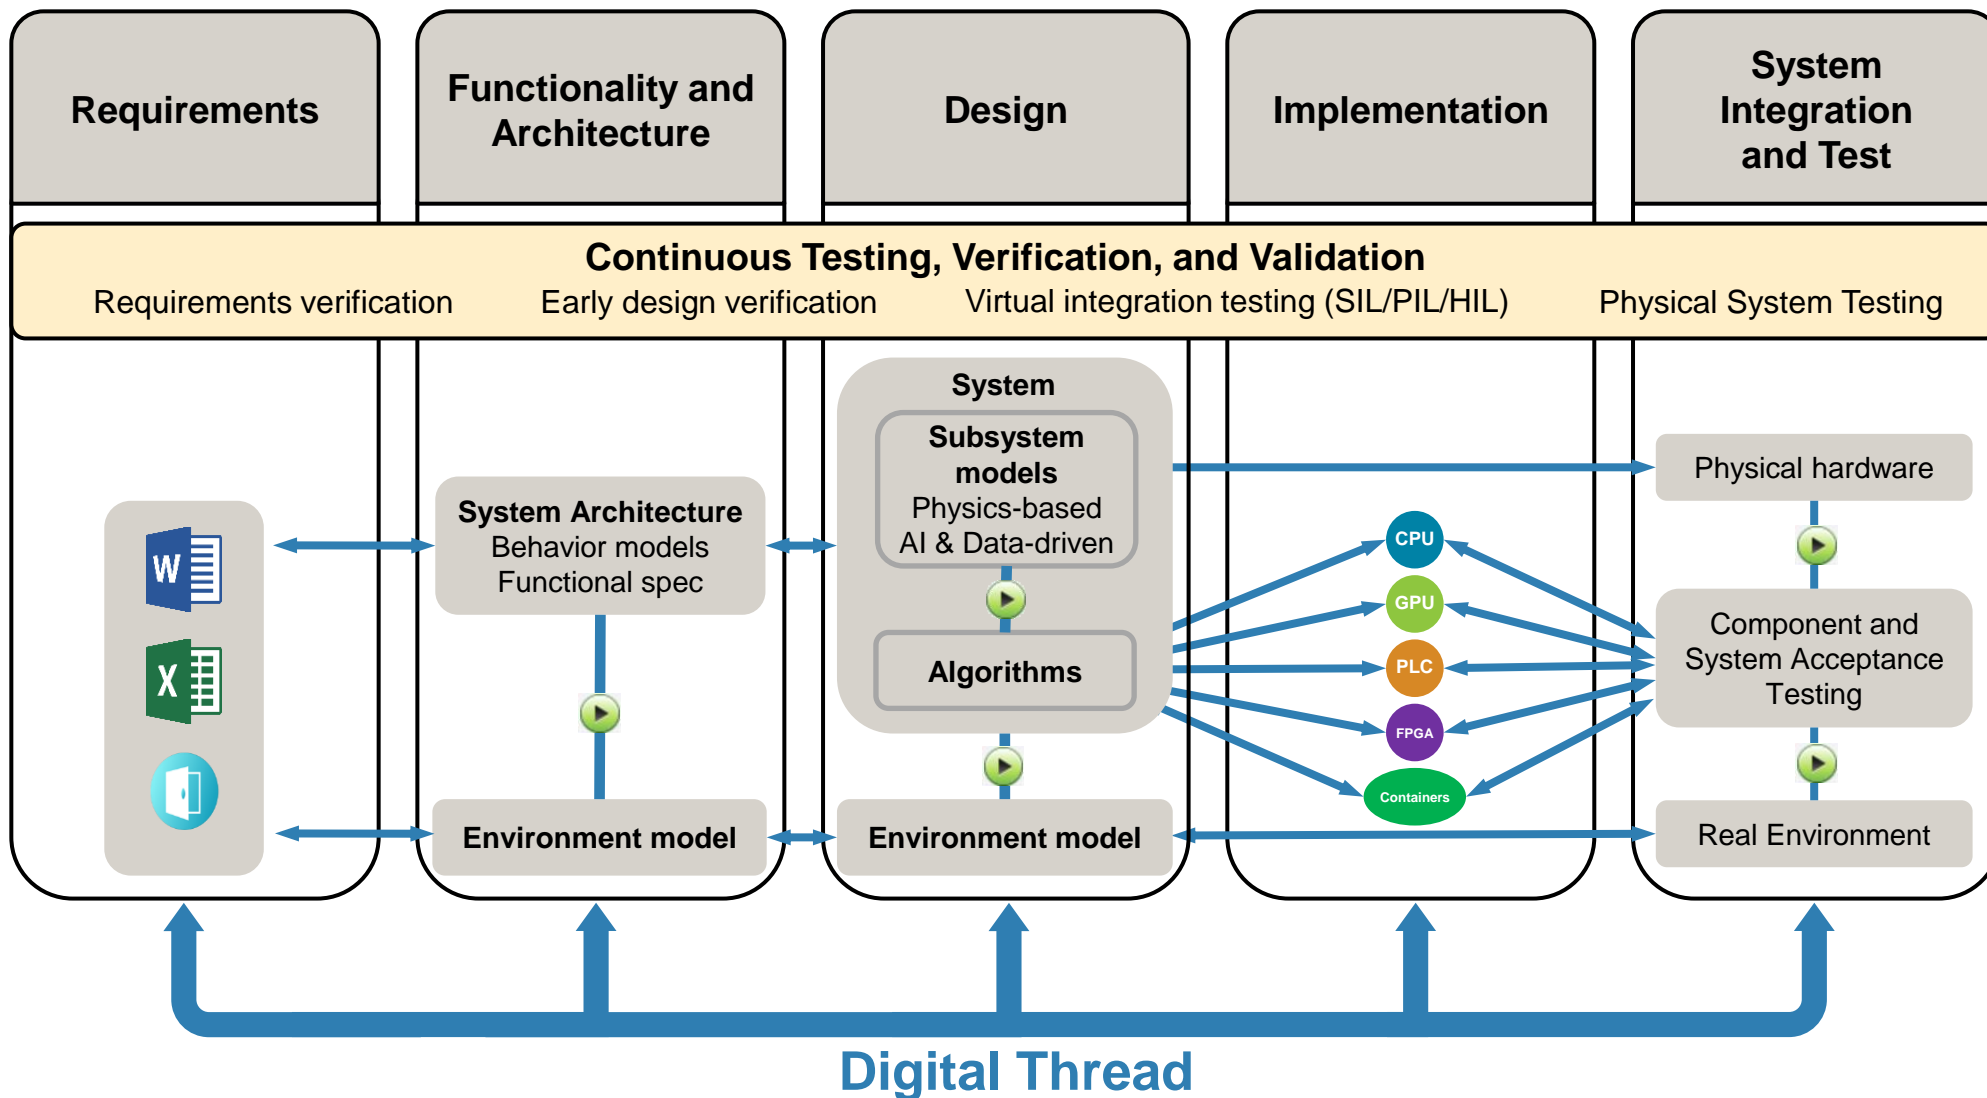 Requirements
Functionality and
Architecture
Design
Implementation
System
Integration
and Test
Continuous Testing, Verification, and Validation
Requirements verification
Early design verification
Virtual integration testing (SIL/PIL/HIL)
Physical System Testing
W
X
System Architecture
Behavior models
Functional spec
Environment model
System
Subsystem
models
Physics-based
AI & Data-driven
Algorithms
Environment model
CPU
GPU
PLC
FPGA
Containers
Physical hardware
Component and
System Acceptance
Testing
Real Environment
Digital Thread